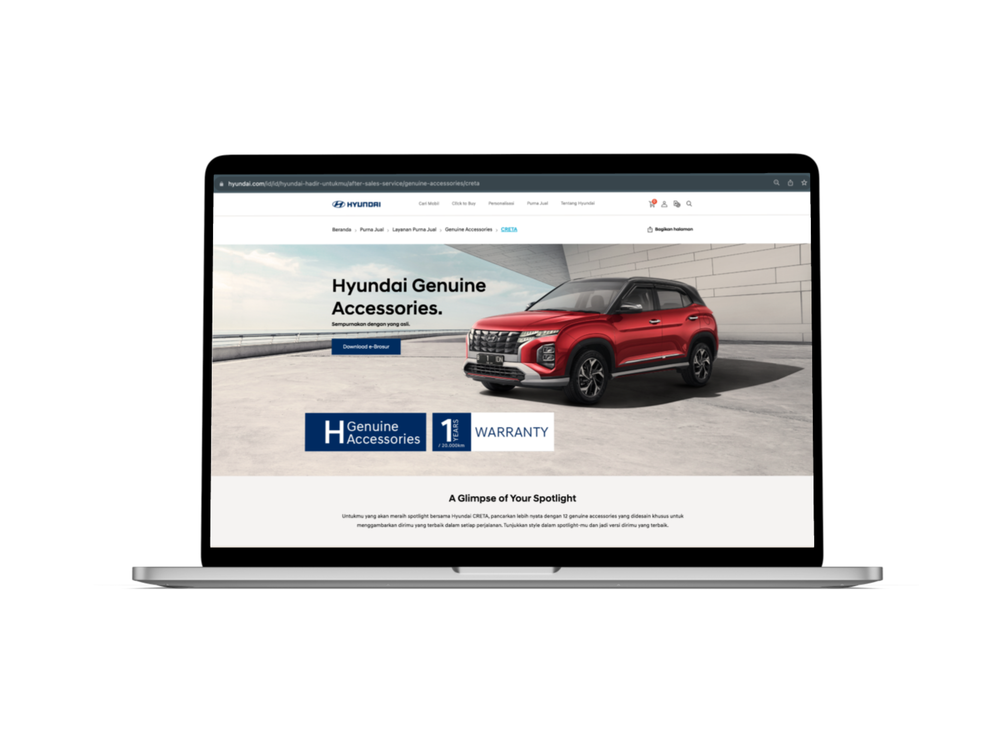 hyundai.com/id/id/hyundai-hadir-untukmu/after-sales-service/genuine-accessories/creta
HYUNDAI
Cari Mobil Click to Buy Personalisasi Purna Jual Tentang Hyundai
0
Beranda > Purna Jual > Layanan Purna Jual > Genuine Accessories > CRETA
Bagikan halaman
Hyundai Genuine
Accessories.
Sempurnakan dengan yang asli.
Download e-Brosur
B 1 IDN
H Genuine
Accessories
1 YEARS
/ 20.000km
WARRANTY
A Glimpse of Your Spotlight
Untukmu yang akan meraih spotlight bersama Hyundai CRETA, pancarkan lebih nyata dengan 12 genuine accessories yang didesain khusus untuk
menggambarkan dirimu yang terbaik dalam setiap perjalanan. Tunjukkan style dalam spotlight-mu dan jadi versi dirimu yang terbaik.